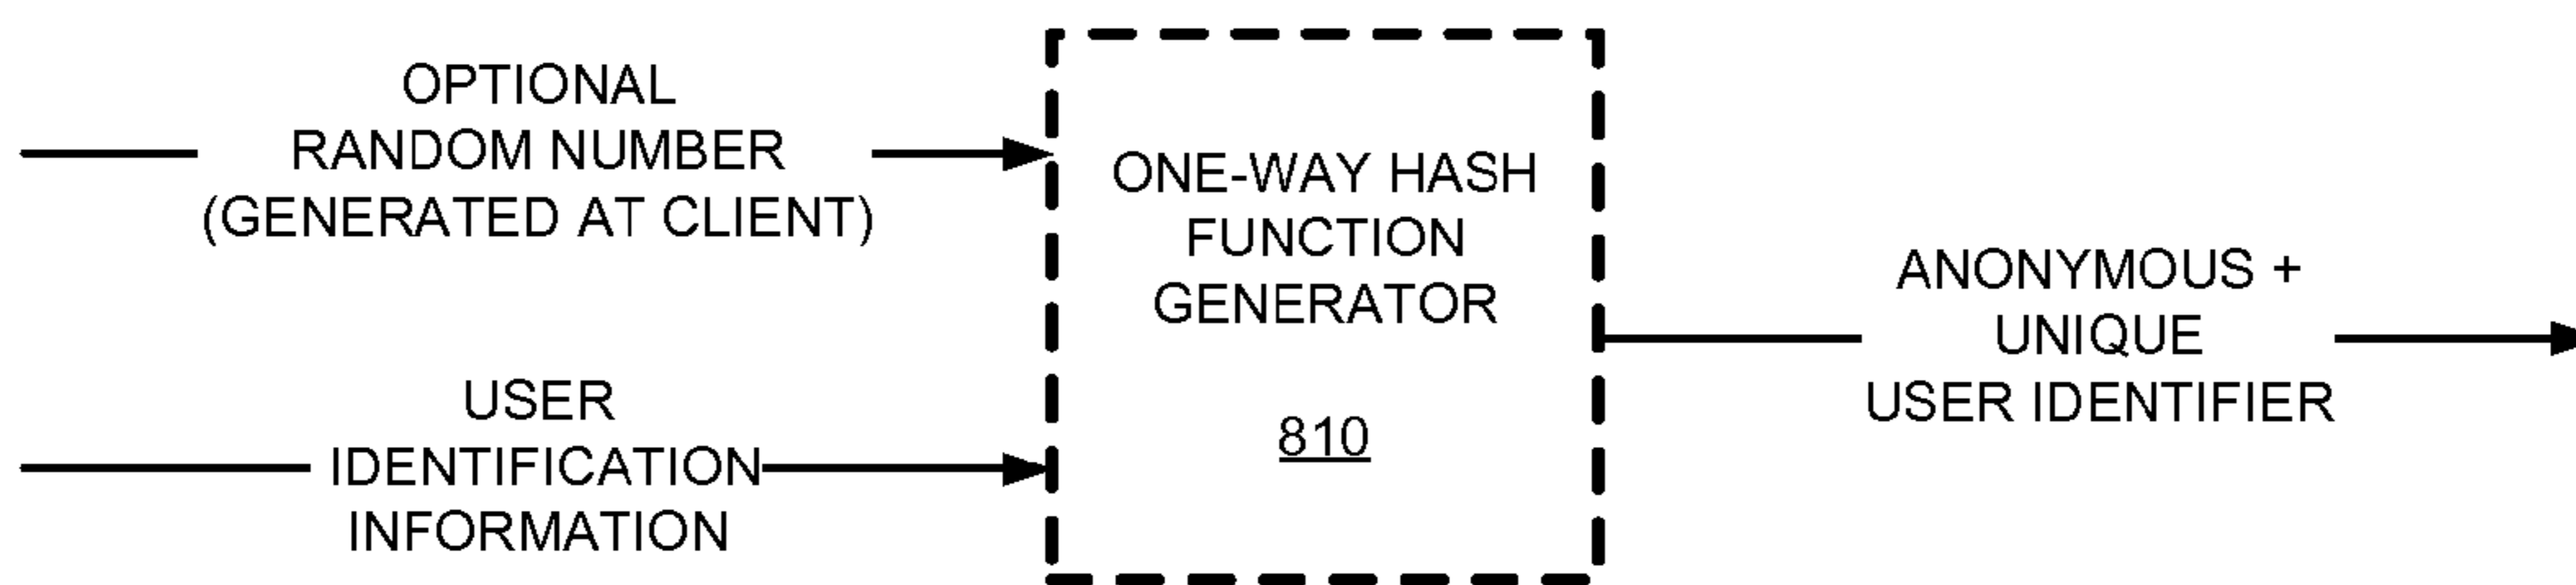 OPTIONAL
RANDOM NUMBER
(GENERATED AT CLIENT)
USER
IDENTIFICATION
INFORMATION
ONE-WAY HASH
FUNCTION
GENERATOR
810
ANONYMOUS +
UNIQUE
USER IDENTIFIER